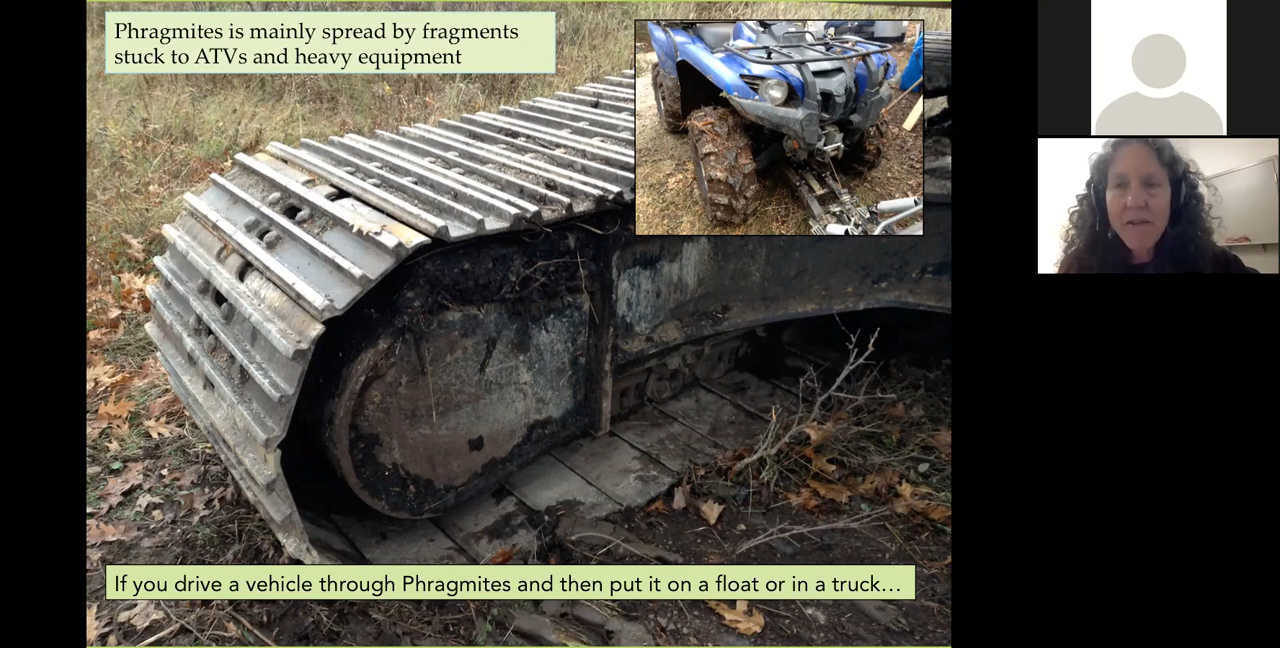 Phragmites is mainly spread by fragments
stuck to ATVs and heavy equipment
If you drive a vehicle through Phragmites and then put it on a float or in a truck…